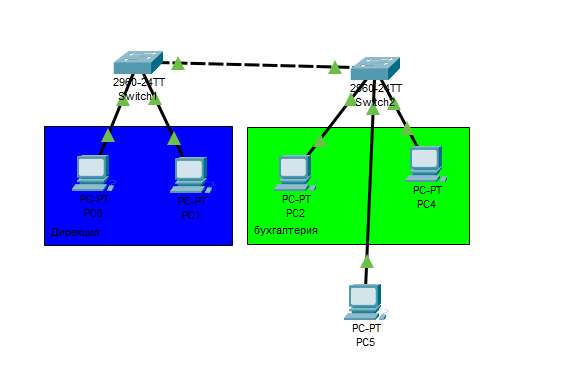 2960-24TT
Switch1
2960-24TT
Switch2
PC-PT
PC0
PC-PT
PC1
Дирекция
PC-PT
PC2
PC-PT
PC4
бухгалтерия
PC-PT
PC5